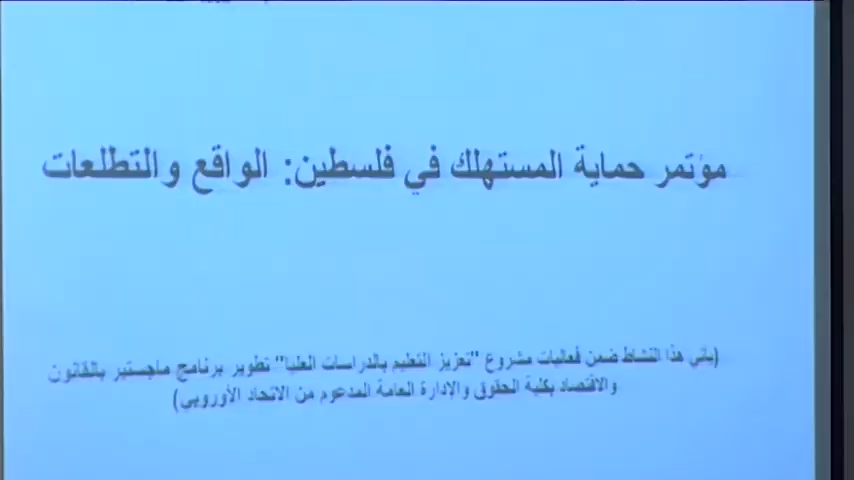 مؤتمر حماية المستهلك في فلسطين: الواقع والتطلعات
(يأتي هذا النشاط ضمن فعاليات مشروع "تعزيز التعليم بالدراسات العليا" تطوير برنامج ماجستير بالقانون
والاقتصاد بكلية الحقوق والإدارة العامة المدعوم من الاتحاد الأوروبي)